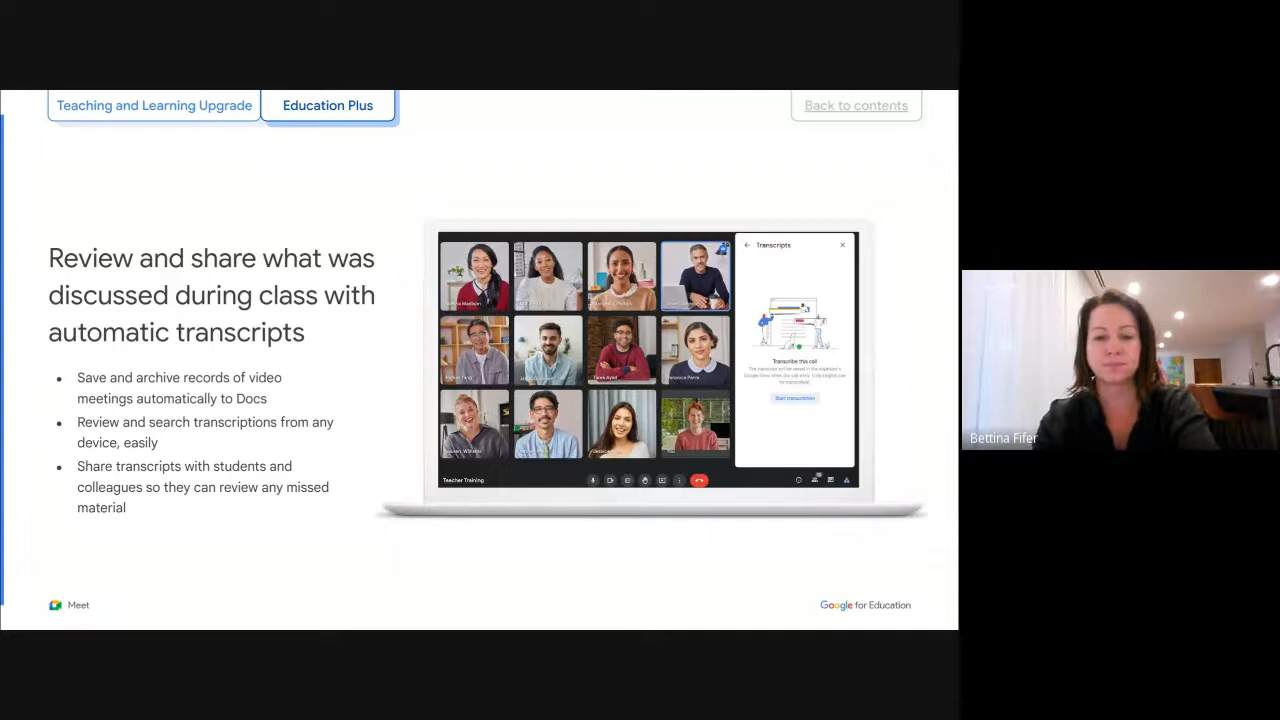 Teaching and Learning Upgrade
Education Plus
Back to contents
Review and share what was
discussed during class with
automatic transcripts
• Save and archive records of video
meetings automatically to Docs
• Review and search transcriptions from any
device, easily
• Share transcripts with students and
colleagues so they can review any missed
material
Transcripts
Transcribe this call
Start transcription
Teacher Training
Meet
Google for Education
Bettina Fifer